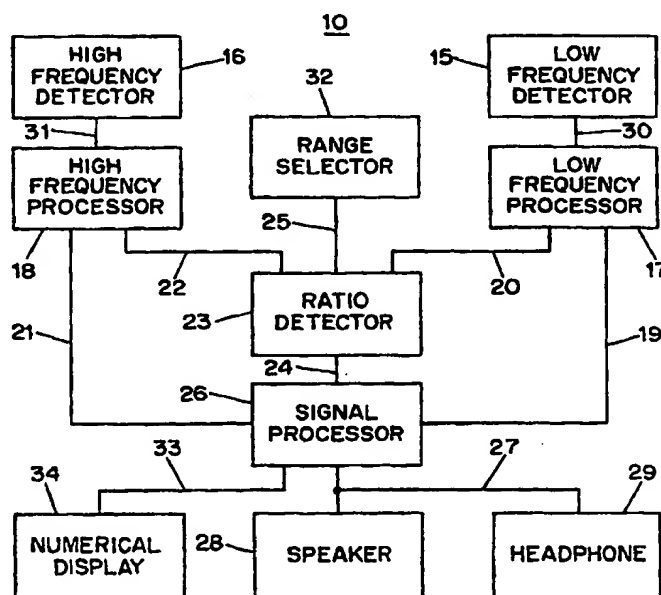 10
HIGH
FREQUENCY
DETECTOR
16
15
LOW
FREQUENCY
DETECTOR
32
31
RANGE
SELECTOR
30
HIGH
FREQUENCY
PROCESSOR
LOW
FREQUENCY
PROCESSOR
25
18
22
20
17
23
RATIO
DETECTOR
21
19
24
26
SIGNAL
PROCESSOR
33
27
34
29
NUMERICAL
DISPLAY
28
SPEAKER
HEADPHONE